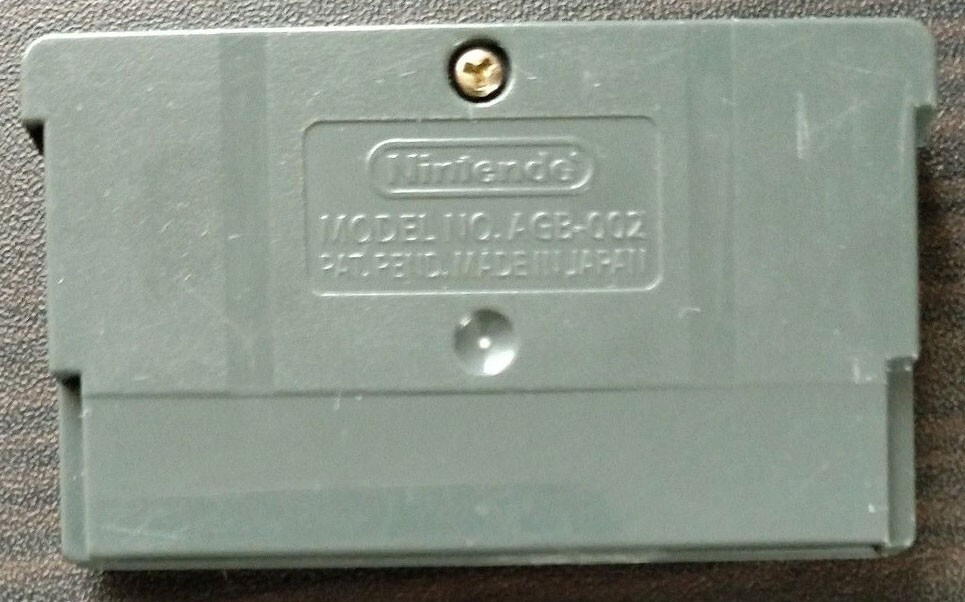 Nintendo
MODEL NO. AGB-002
PAT. PEND. MADE IN JAPAN